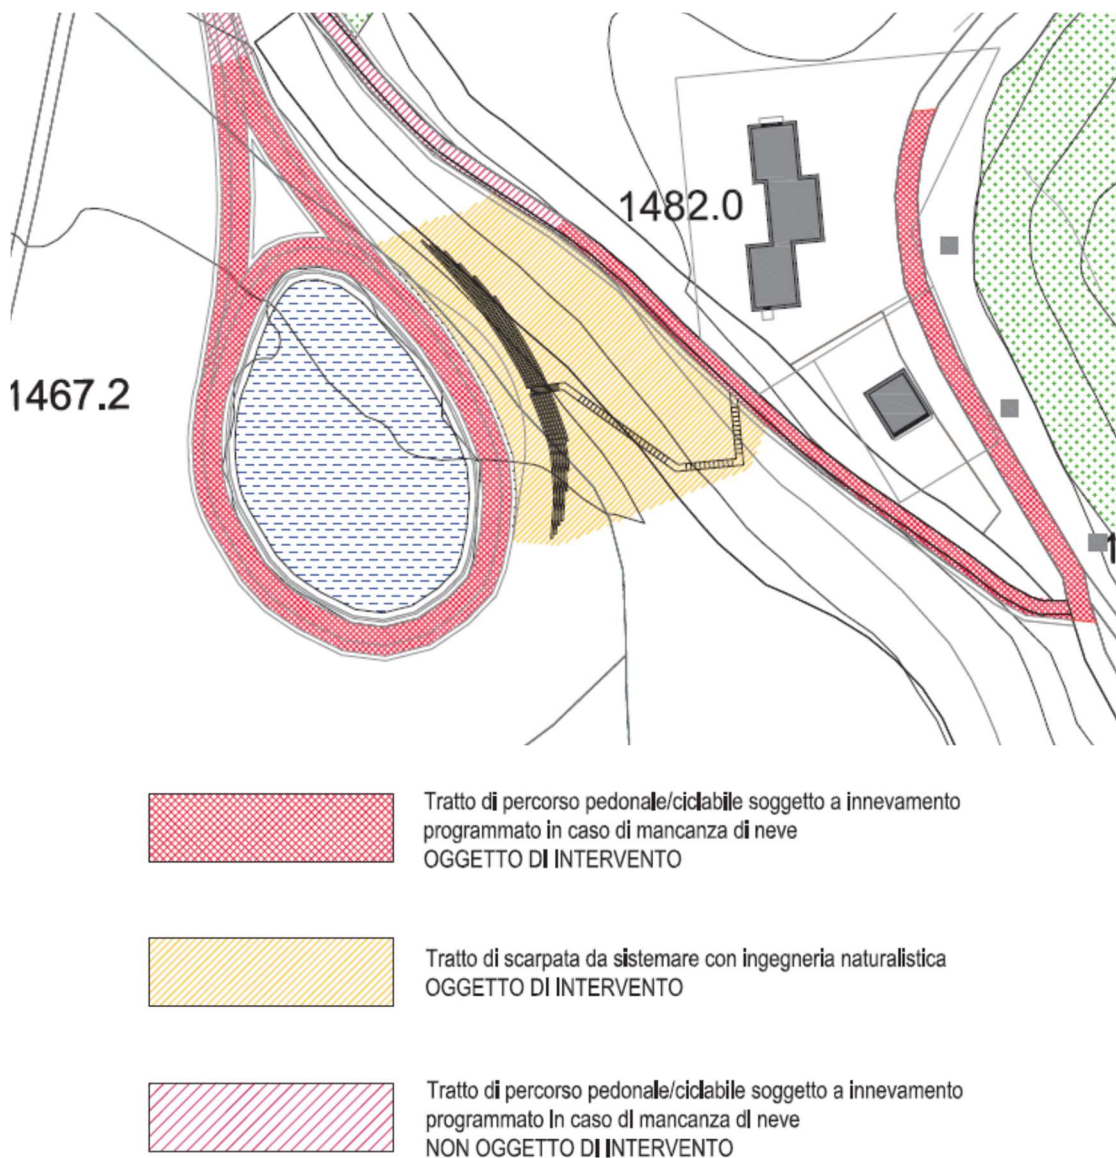 1482.0
1467.2
1
Tratto di percorso pedonale/ciclabile soggetto a innevamento
programmato in caso di mancanza di neve
OGGETTO DI INTERVENTO
Tratto di scarpata da sistemare con ingegneria naturalistica
OGGETTO DI INTERVENTO
Tratto di percorso pedonale/ciclabile soggetto a innevamento
programmato in caso di mancanza di neve
NON OGGETTO DI INTERVENTO